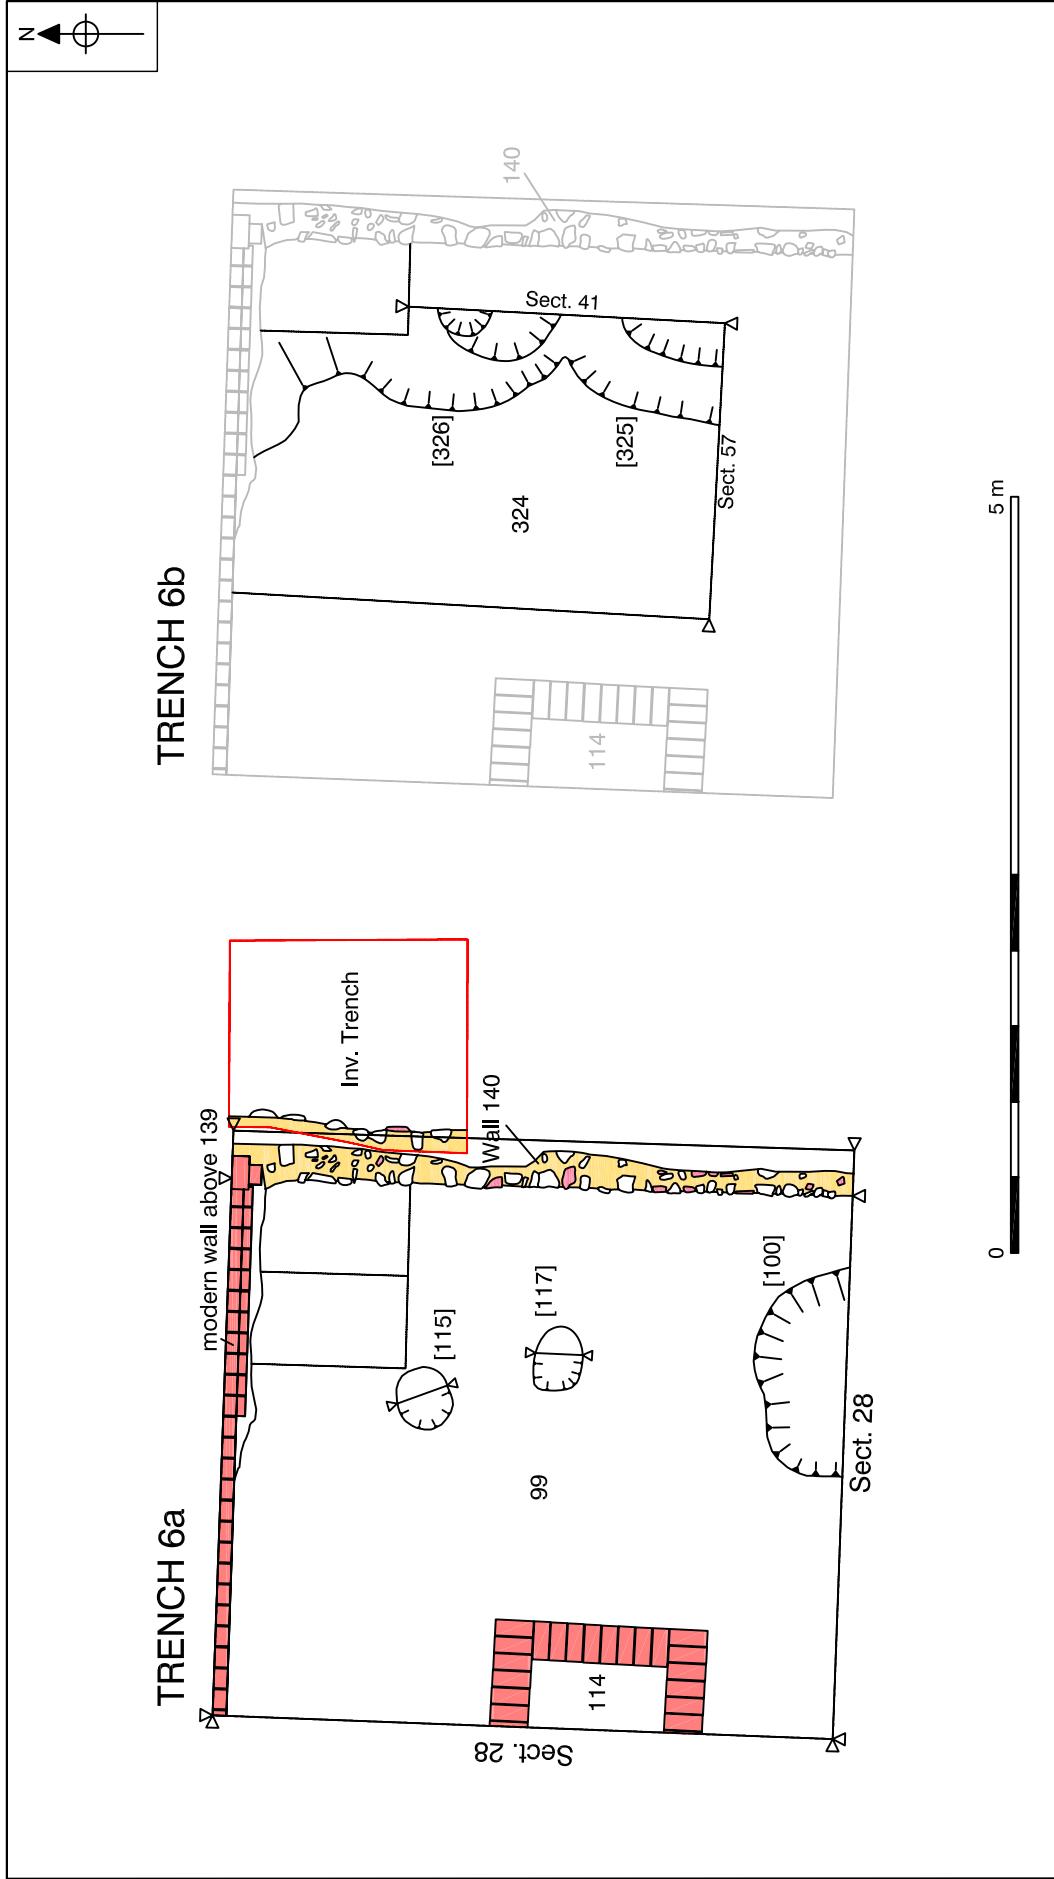 N
TRENCH 6a
modern wall above 139
Inv. Trench
Wall 140
[115]
[117]
[100]
99
114
Sect. 28
Sect. 28
TRENCH 6b
140
Sect. 41
[326]
[325]
324
Sect. 57
114
0
5 m